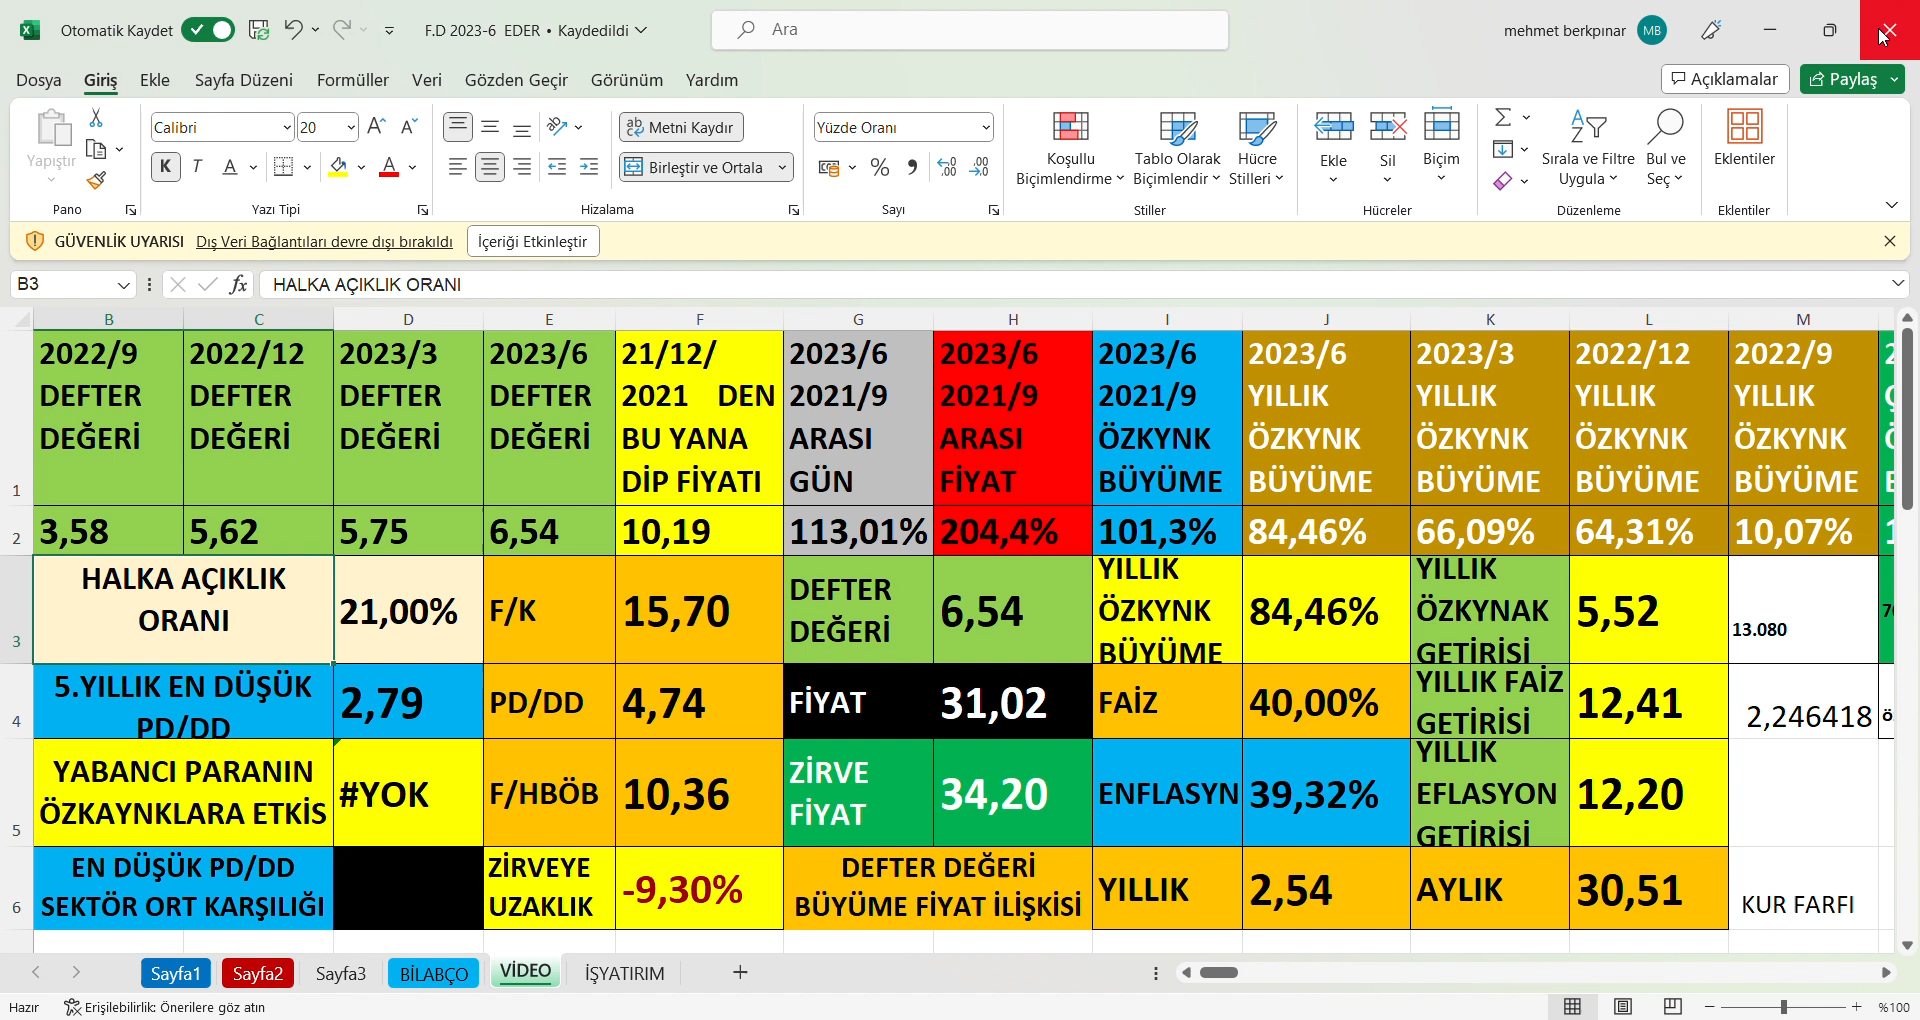 Otomatik Kaydet
F.D 2023-6 EDER • Kaydedildi
Ara
mehmet berkpınar
MB
Dosya Giriş Ekle Sayfa Düzeni Formüller Veri Gözden Geçir Görünüm Yardım
Açıklamalar
Paylaş
Yapıştır
Pano
Calibri
20
K T A
A
Yazı Tipi
Metni Kaydır
Birleştir ve Ortala
Hizalama
Yüzde Oranı
Sayı
Koşullu
Biçimlendirme
Tablo Olarak
Biçimlendir
Hücre
Stilleri
Stiller
Ekle
Sil
Biçim
Hücreler
Sırala ve Filtre
Uygula
Bul ve
Seç
Düzenleme
Eklentiler
Eklentiler
GÜVENLİK UYARISI Dış Veri Bağlantıları devre dışı bırakıldı İçeriği Etkinleştir
B3
fx
HALKA AÇIKLIK ORANI
B C D E F G H I J K L M
1
2022/9
DEFTER
DEĞERİ
2022/12
DEFTER
DEĞERİ
2023/3
DEFTER
DEĞERİ
2023/6
DEFTER
DEĞERİ
21/12/
2021 DEN
BU YANA
DİP FİYATI
2023/6
2021/9
ARASI
GÜN
2023/6
2021/9
ARASI
FİYAT
2023/6
2021/9
ÖZKYNK
BÜYÜME
2023/6
YILLIK
ÖZKYNK
BÜYÜME
2023/3
YILLIK
ÖZKYNK
BÜYÜME
2022/12
YILLIK
ÖZKYNK
BÜYÜME
2022/9
YILLIK
ÖZKYNK
BÜYÜME
2
3,58 5,62 5,75 6,54 10,19 113,01% 204,4% 101,3% 84,46% 66,09% 64,31% 10,07%
3
HALKA AÇIKLIK
ORANI
21,00%
F/K
15,70
DEFTER
DEĞERİ
6,54
YILLIK
ÖZKYNK
BÜYÜME
84,46%
YILLIK
ÖZKYNAK
GETİRİSİ
5,52
13.080
4
5.YILLIK EN DÜŞÜK
PD/DD
2,79
PD/DD
4,74
FİYAT
31,02
FAİZ
40,00%
YILLIK FAİZ
GETİRİSİ
12,41
2,246418
5
YABANCI PARANIN
ÖZKAYNKLARA ETKİS
#YOK
F/HBÖB
10,36
ZİRVE
FİYAT
34,20
ENFLASYN
39,32%
YILLIK
EFLASYON
GETİRİSİ
12,20
6
EN DÜŞÜK PD/DD
SEKTÖR ORT KARŞILIĞI
ZİRVEYE
UZAKLIK
-9,30%
DEFTER DEĞERİ
BÜYÜME FİYAT İLİŞKİSİ
YILLIK
2,54
AYLIK
30,51
KUR FARFI
Sayfa1 Sayfa2 Sayfa3 BİLABÇO VİDEO İŞYATIRIM
Hazır
Erişilebilirlik: Önerilere göz atın
%100